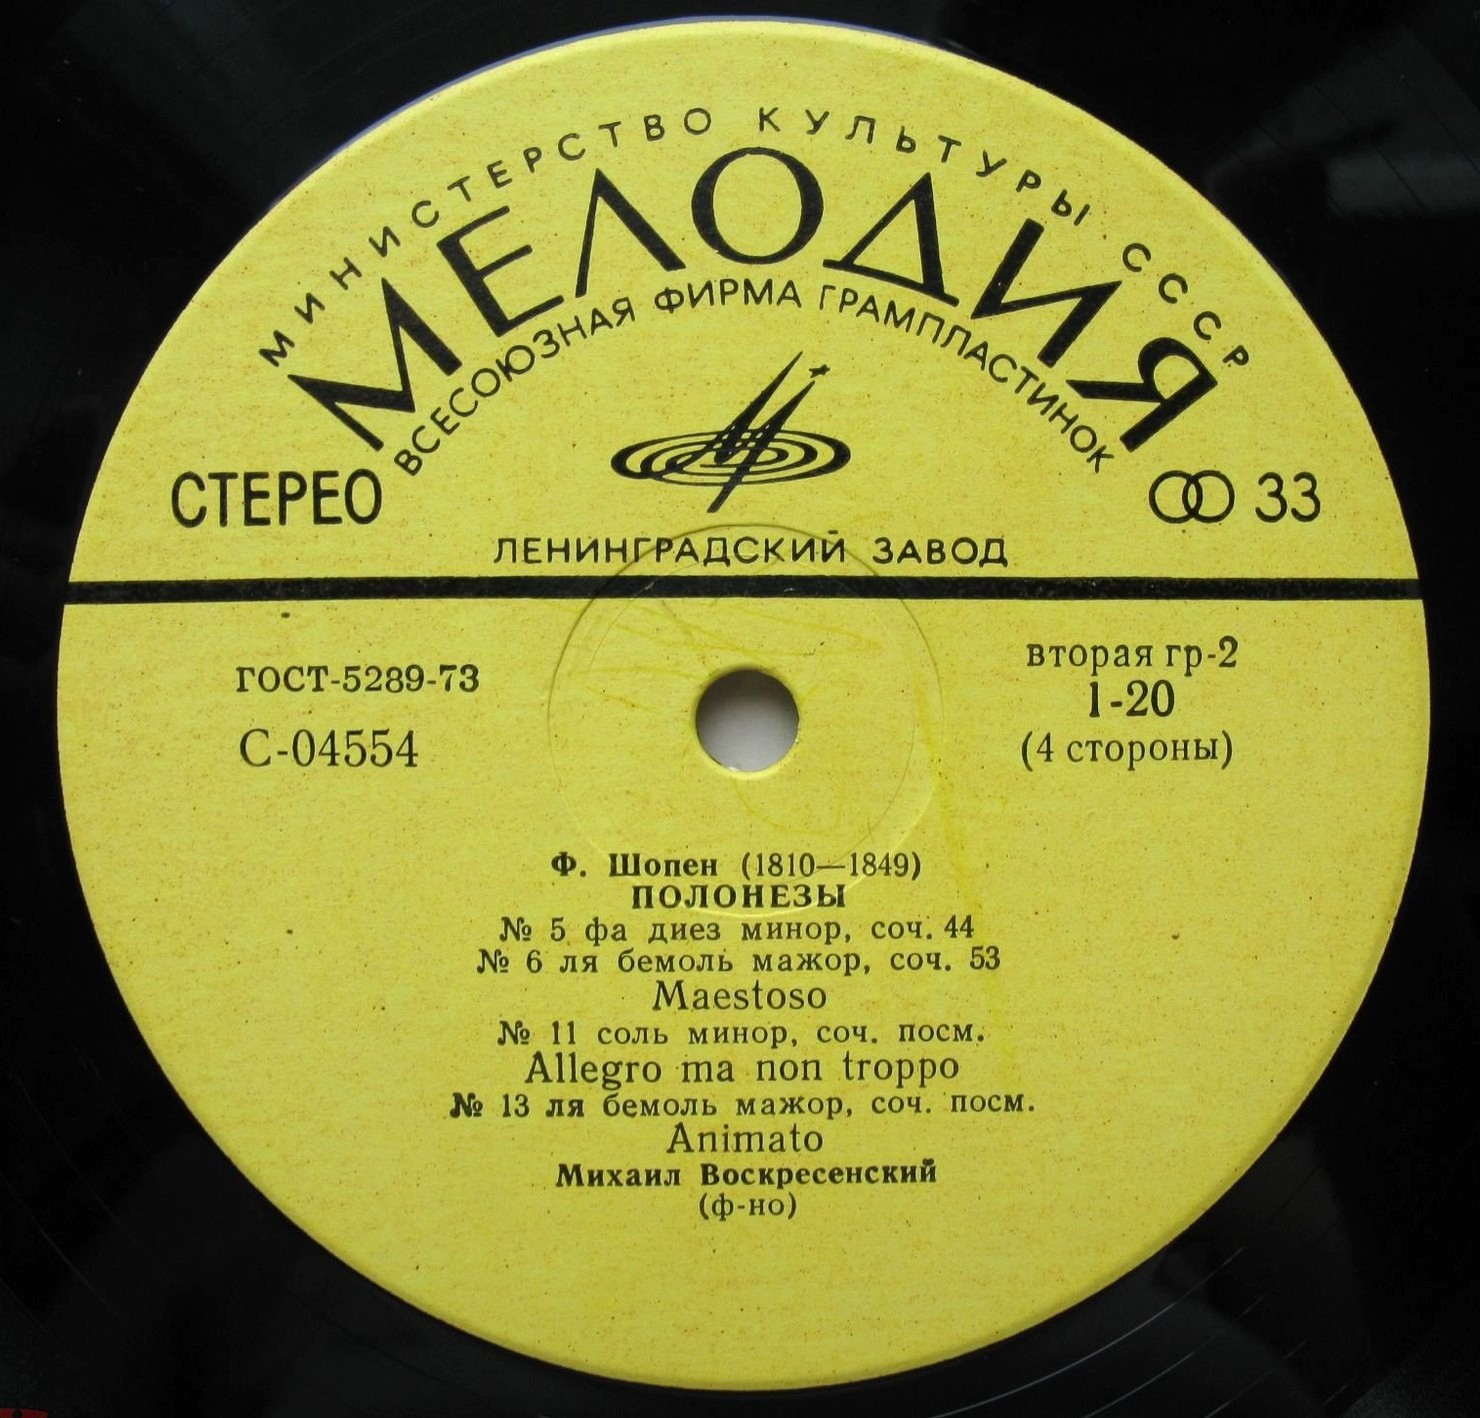 МИНИСТЕРСТВО КУЛЬТУРЫ СССР
МЕЛОДИЯ
ВСЕСОЮЗНАЯ ФИРМА ГРАМПЛАСТИНОК
СТЕРЕО
33
ЛЕНИНГРАДСКИЙ ЗАВОД
ГОСТ-5289-73
С-04554
вторая гр-2
1-20
(4 стороны)
Ф. Шопен (1810—1849)
ПОЛОНЕЗЫ
№ 5 фа диез минор, соч. 44
№ 6 ля бемоль мажор, соч. 53
Maestoso
№ 11 соль минор, соч. посм.
Allegro ma non troppo
№ 13 ля бемоль мажор, соч. посм.
Animato
Михаил Воскресенский
(ф-но)